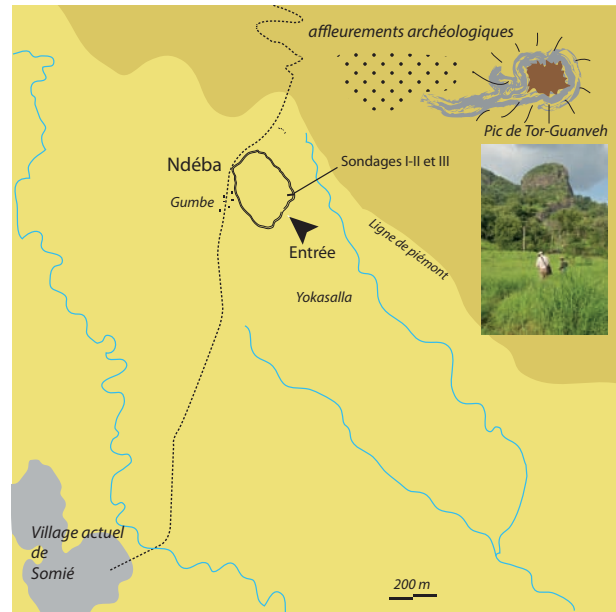 affleurements archéologiques
Pic de Tor-Guanveh
Ndéba
Sondages I-II et III
Gumbe
Entrée
Ligne de piémont
Yokasalla
Village actuel
de
Somié
200 m